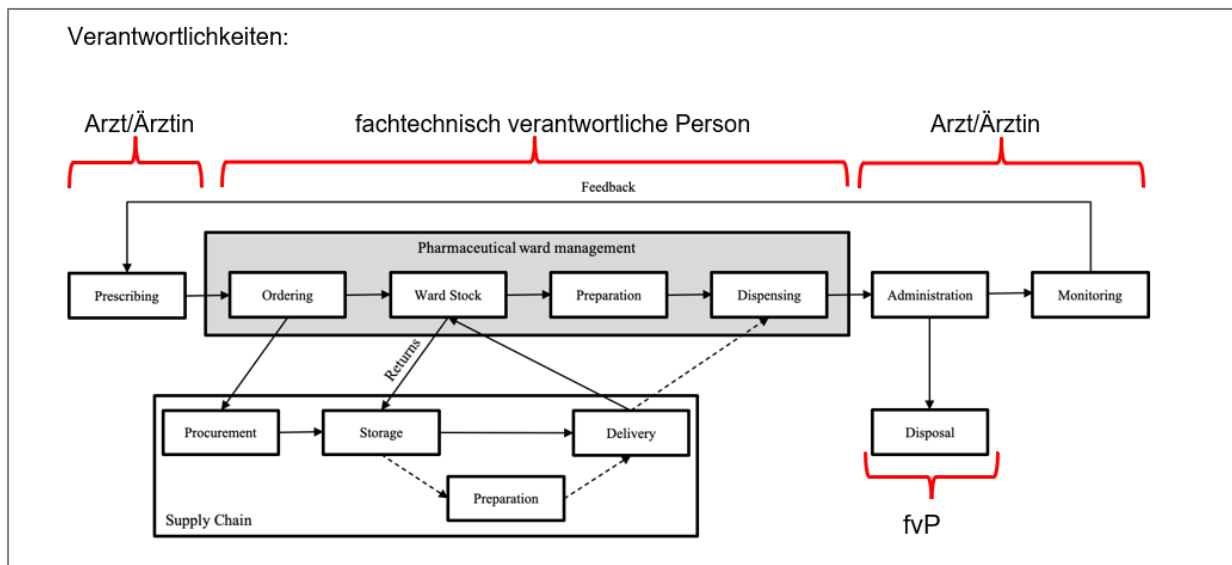 Verantwortlichkeiten:
Arzt/Ärztin
fachtechnisch verantwortliche Person
Arzt/Ärztin
Feedback
Pharmaceutical ward management
Prescribing
Ordering
Ward Stock
Preparation
Dispensing
Administration
Monitoring
Returns
Procurement
Storage
Delivery
Disposal
Preparation
Supply Chain
fvP